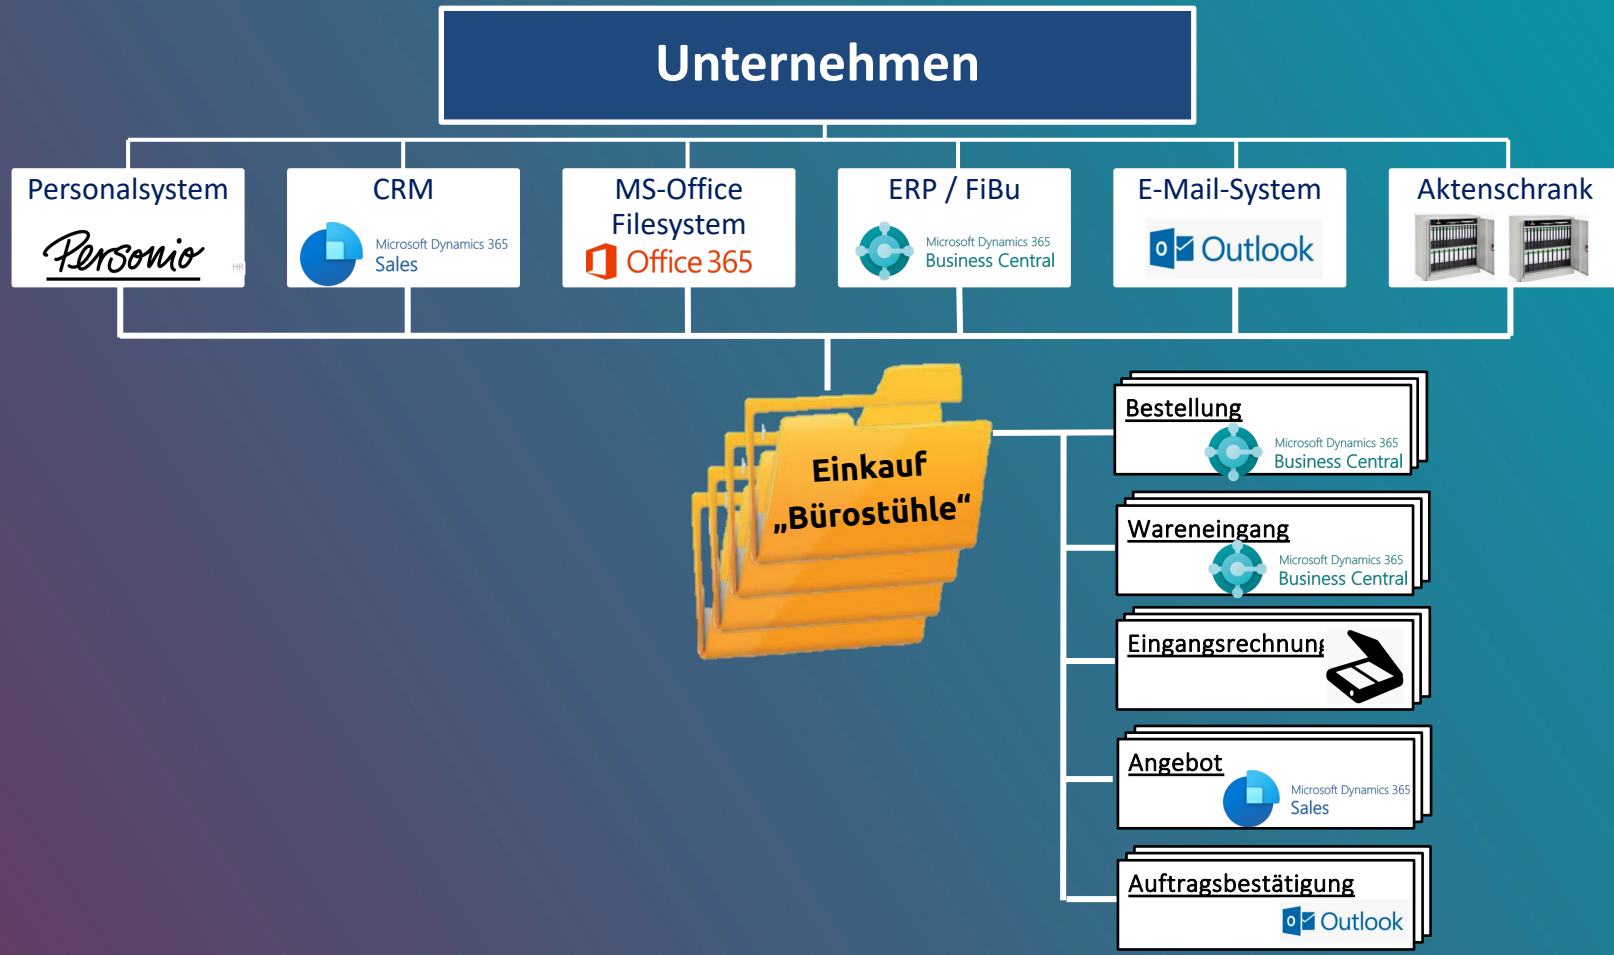 Unternehmen
Personalsystem
Personio
HR
CRM
Microsoft Dynamics 365
Sales
MS-Office
Filesystem
Office 365
ERP / FiBu
Microsoft Dynamics 365
Business Central
E-Mail-System
Outlook
Aktenschrank
Einkauf
„Bürostühle“
Bestellung
Microsoft Dynamics 365
Business Central
Wareneingang
Microsoft Dynamics 365
Business Central
Eingangsrechnung
Angebot
Microsoft Dynamics 365
Sales
Auftragsbestätigung
Outlook